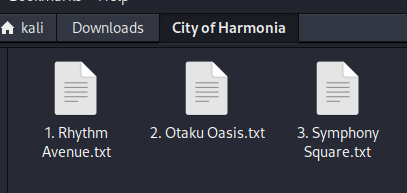 kali Downloads City of Harmonia
1. Rhythm 2. Otaku Oasis.txt 3. Symphony
Avenue.txt Square.txt